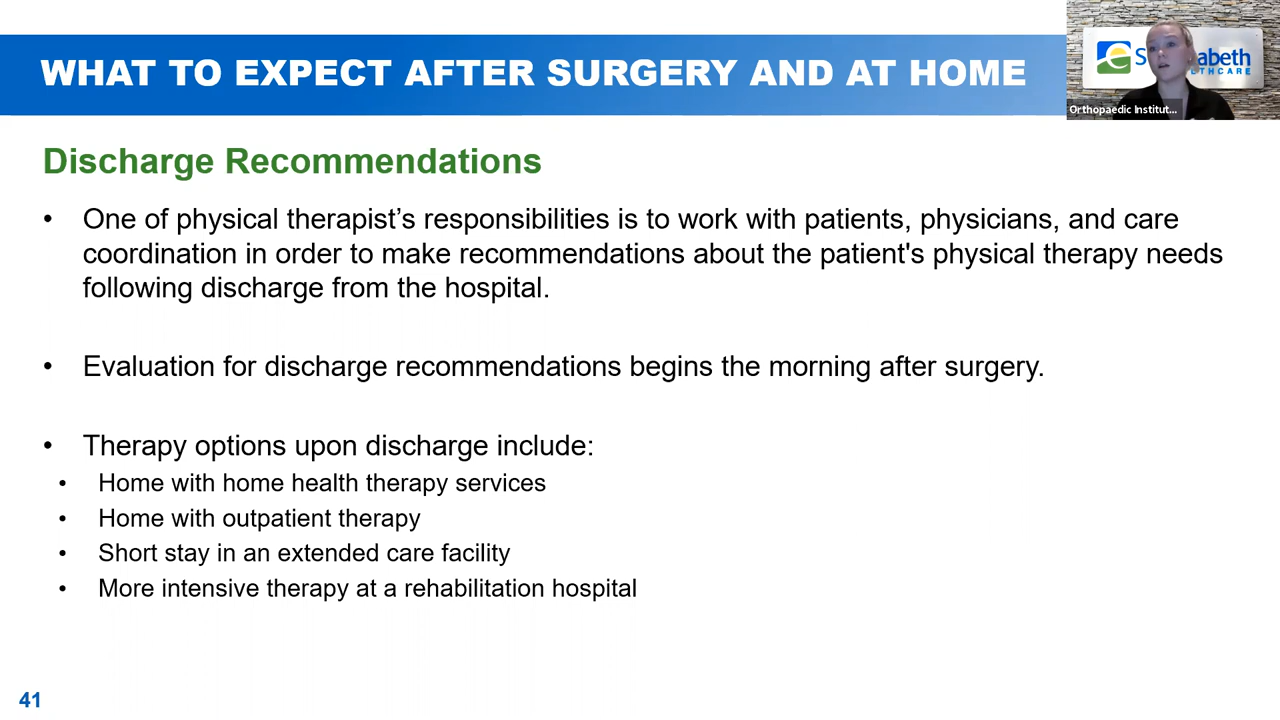 WHAT TO EXPECT AFTER SURGERY AND AT HOME
Orthopaedic Institut...
Discharge Recommendations
• One of physical therapist’s responsibilities is to work with patients, physicians, and care
coordination in order to make recommendations about the patient's physical therapy needs
following discharge from the hospital.
• Evaluation for discharge recommendations begins the morning after surgery.
• Therapy options upon discharge include:
• Home with home health therapy services
• Home with outpatient therapy
• Short stay in an extended care facility
• More intensive therapy at a rehabilitation hospital
41